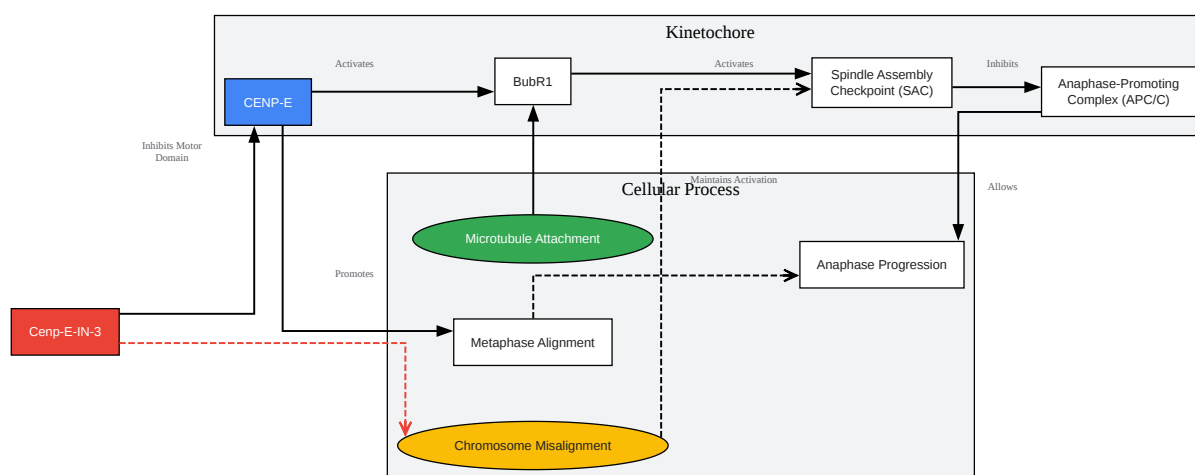 Kinetochore
Activates
Activates
Inhibits
BubR1
Spindle Assembly
Checkpoint (SAC)
Anaphase-Promoting
Complex (APC/C)
CENP-E
Inhibits Motor
Domain
Maintains Activation
Cellular Process
Allows
Microtubule Attachment
Anaphase Progression
Promotes
Cenp-E-IN-3
Metaphase Alignment
Chromosome Misalignment